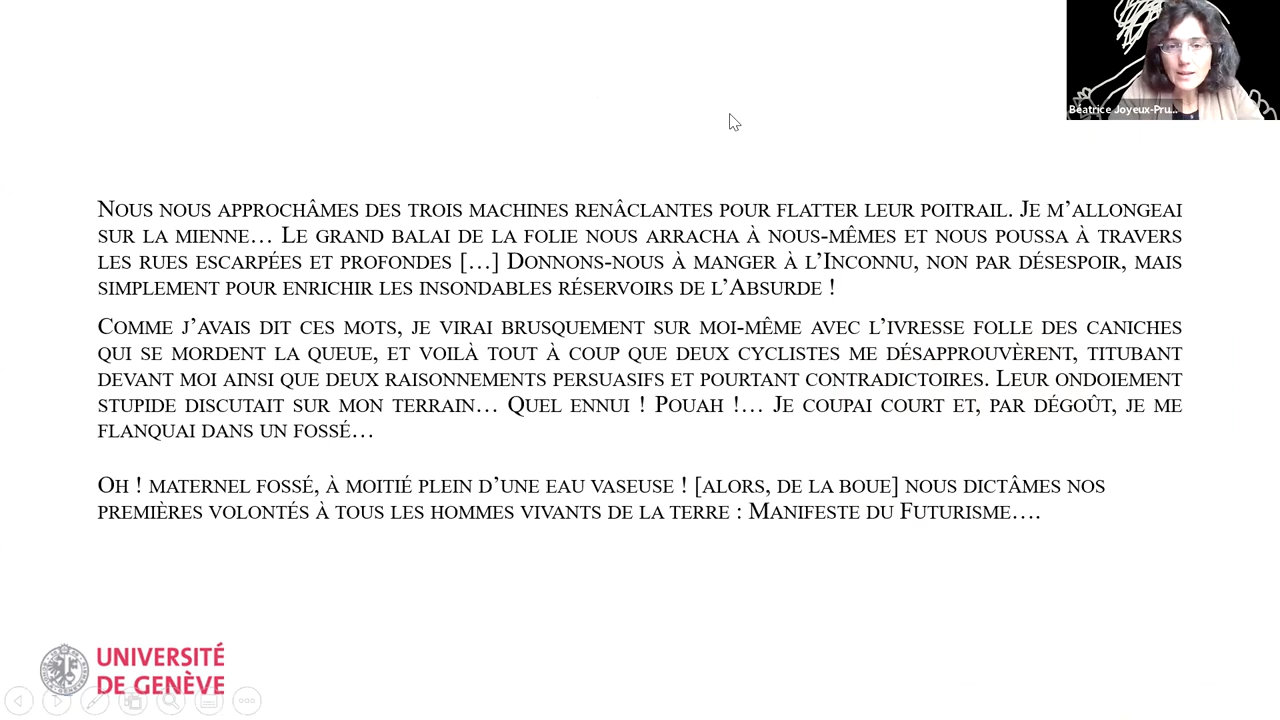 Béatrice Joyeux-Pru...
Nous nous approchâmes des trois machines renâclantes pour flatter leur poitrail. Je m’allongeai
sur la mienne… Le grand balai de la folie nous arracha à nous-mêmes et nous poussa à travers
les rues escarpées et profondes […] Donnons-nous à manger à l’Inconnu, non par désespoir, mais
simplement pour enrichir les insondables réservoirs de l’Absurde !
Comme j’avais dit ces mots, je virai brusquement sur moi-même avec l’ivresse folle des caniches
qui se mordent la queue, et voilà tout à coup que deux cyclistes me désapprouvèrent, titubant
devant moi ainsi que deux raisonnements persuasifs et pourtant contradictoires. Leur ondoiement
stupide discutait sur mon terrain… Quel ennui ! Pouah !… Je coupai court et, par dégoût, je me
flanquai dans un fossé…
Oh ! maternel fossé, à moitié plein d’une eau vaseuse ! [alors, de la boue] nous dictâmes nos
premières volontés à tous les hommes vivants de la terre : Manifeste du Futurisme….
UNIVERSITÉ
DE GENÈVE